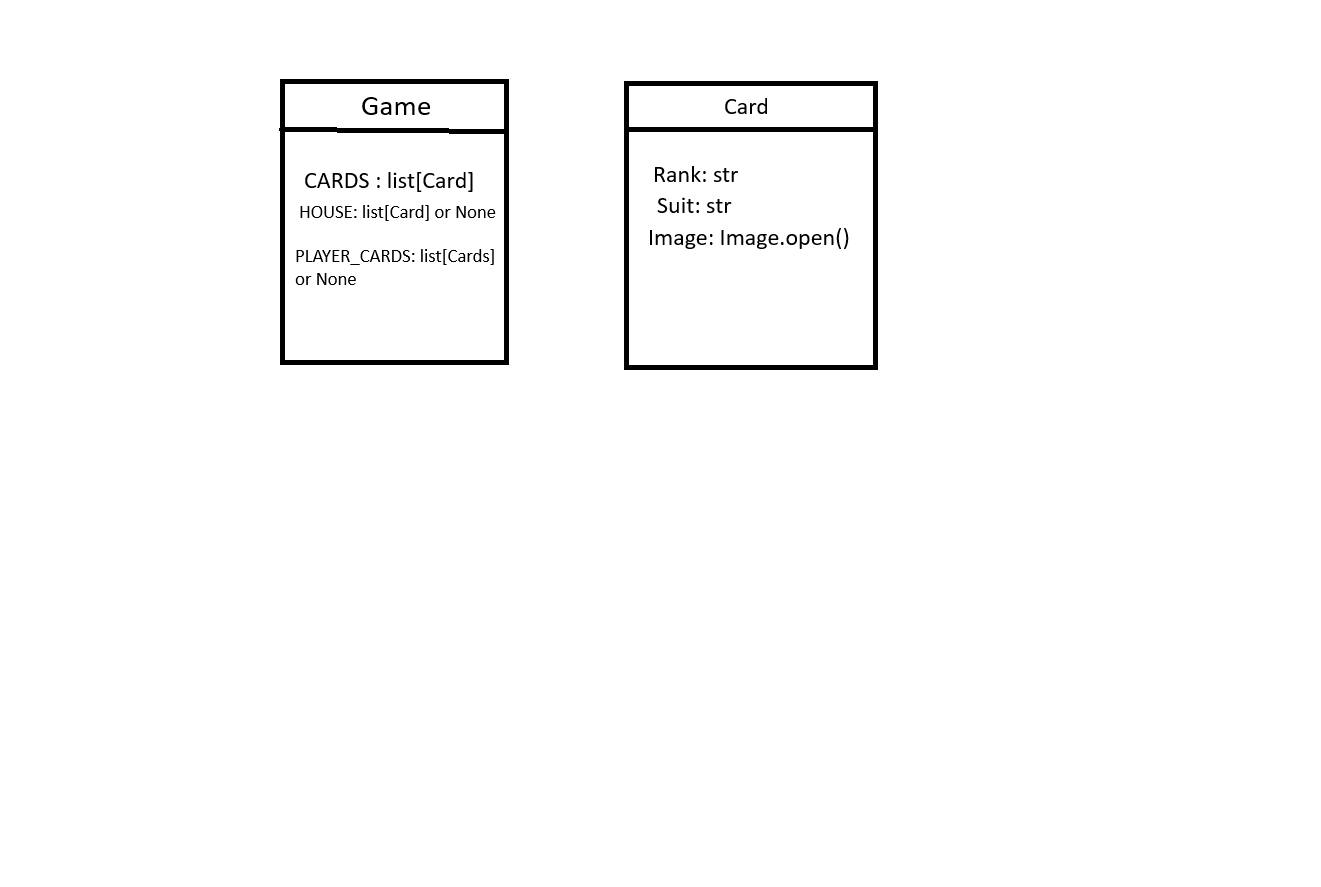 Game
CARDS : list[Card]
HOUSE: list[Card] or None
PLAYER_CARDS: list[Cards]
or None
Card
Rank: str
Suit: str
Image: Image.open()